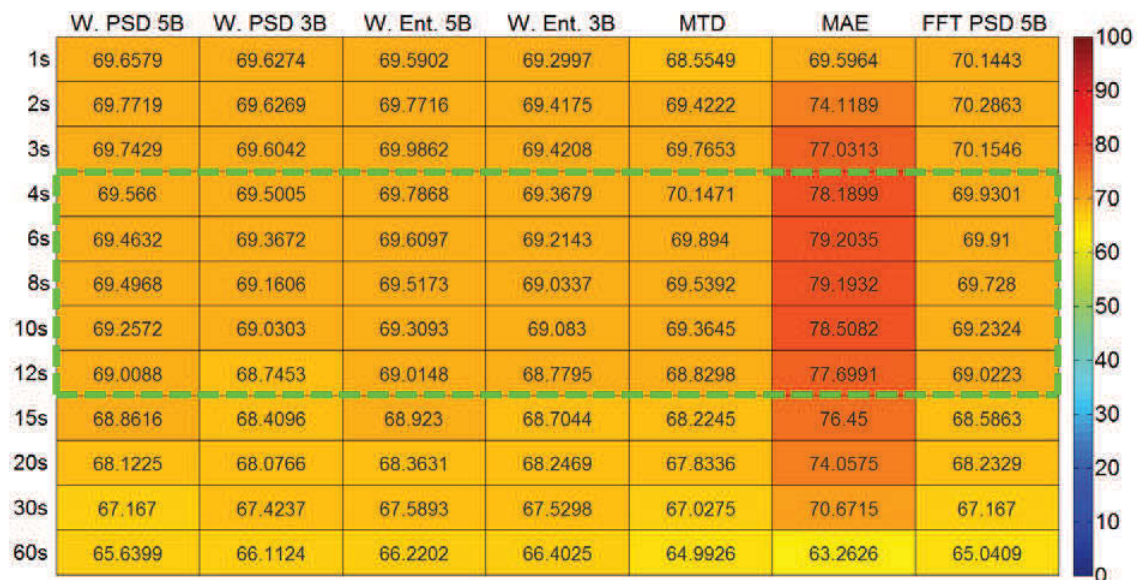 W. PSD 5B W. PSD 3B W. Ent. 5B W. Ent. 3B MTD MAE FFT PSD 5B
1s 69.6579 69.6274 69.5902 69.2997 68.5549 69.5964 70.1443 100
2s 69.7719 69.6269 69.7716 69.4175 69.4222 74.1189 70.2863 90
3s 69.7429 69.6042 69.9862 69.4208 69.7653 77.0313 70.1546 80
4s 69.566 69.5005 69.7868 69.3679 70.1471 78.1899 69.9301 70
6s 69.4632 69.3672 69.6097 69.2143 69.894 79.2035 69.91 60
8s 69.4968 69.1606 69.5173 69.0337 69.5392 79.1932 69.728 50
10s 69.2572 69.0303 69.3093 69.083 69.3645 78.5082 69.2324 40
12s 69.0088 68.7453 69.0148 68.7795 68.8298 77.6991 69.0223
15s 68.8616 68.4096 68.923 68.7044 68.2245 76.45 68.5863 30
20s 68.1225 68.0766 68.3631 68.2469 67.8336 74.0575 68.2329 20
30s 67.167 67.4237 67.5893 67.5298 67.0275 70.6715 67.167 10
60s 65.6399 66.1124 66.2202 66.4025 64.9926 63.2626 65.0409 0